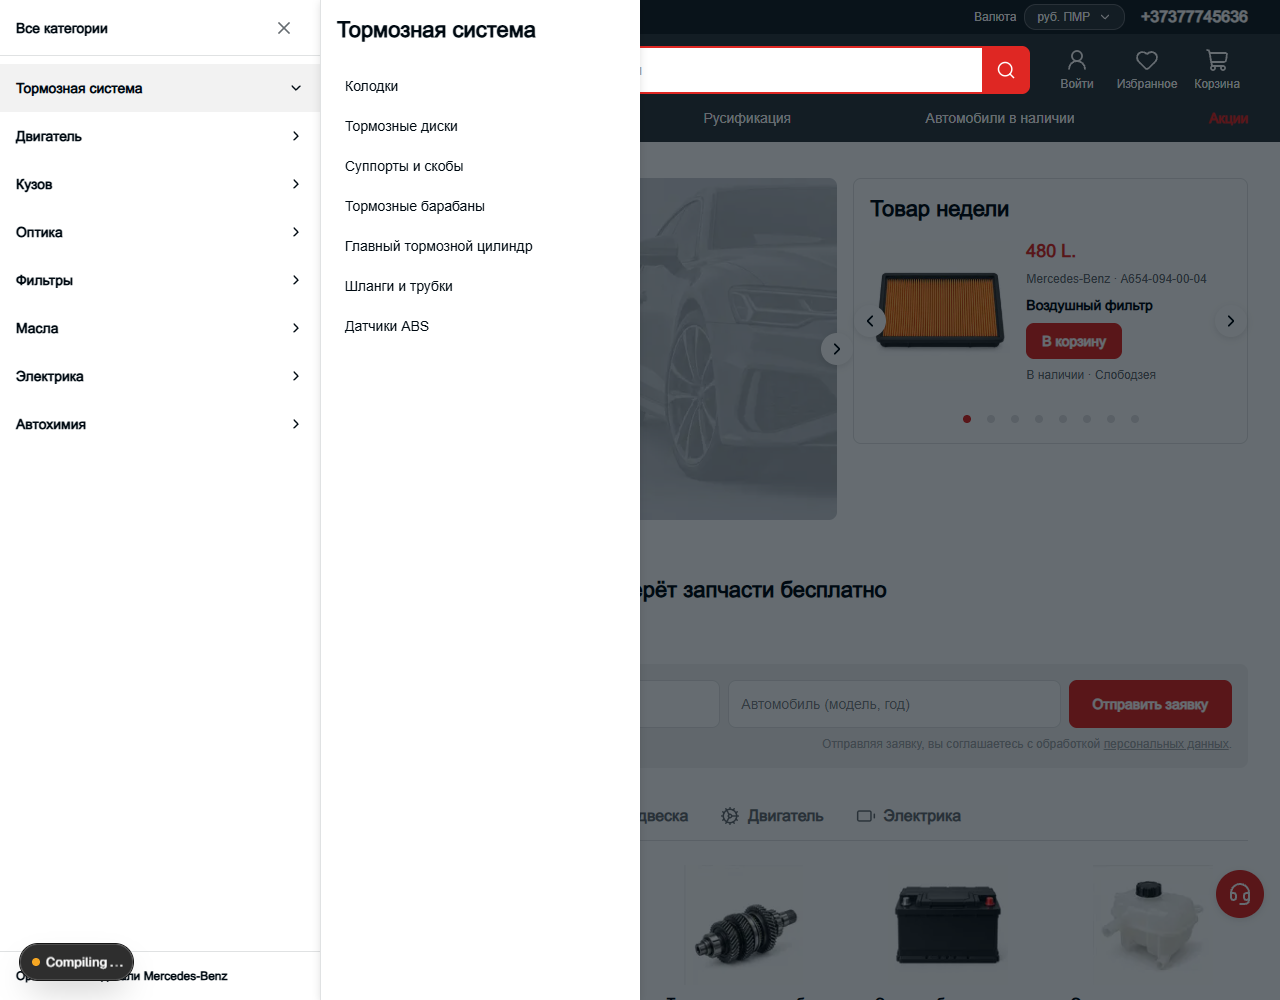 Все категории
Тормозная система
Двигатель
Кузов
Оптика
Фильтры
Масла
Электрика
Автохимия
Compiling ...
Mercedes-Benz
Тормозная система
Колодки
Тормозные диски
Суппорты и скобы
Тормозные барабаны
Главный тормозной цилиндр
Шланги и трубки
Датчики ABS
Валюта
руб. ПМР
+37377745636
Войти
Избранное
Корзина
Русификация
Автомобили в наличии
Акции
Товар недели
480 L.
Mercedes-Benz · A654-094-00-04
Воздушный фильтр
В корзину
В наличии · Слободзея
запчасти бесплатно
Автомобиль (модель, год)
Отправить заявку
Отправляя заявку, вы соглашаетесь с обработкой персональных данных.
Двигатель
Электрика